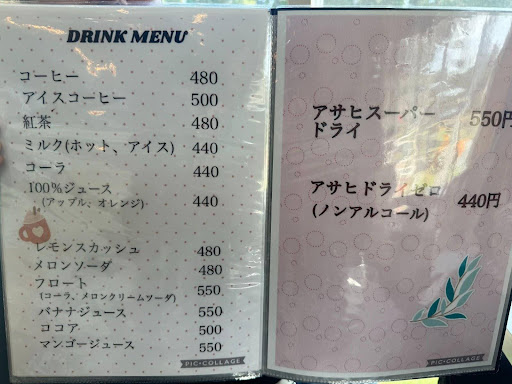 DRINK MENU
コーヒー 480
アイスコーヒー 500
紅茶 480
ミルク(ホット、アイス) 440
コーラ 440
100%ジュース
(アップル、オレンジ) 440
レモンスカッシュ 480
メロンソーダ 480
フロート 550
(コーラ、メロンクリームソーダ)
バナナジュース 550
ココア 500
マンゴージュース 550
PIC•COLLAGE
アサヒスーパー
ドライ 550円
アサヒドライゼロ
(ノンアルコール) 440円
PIC•COLLAGE